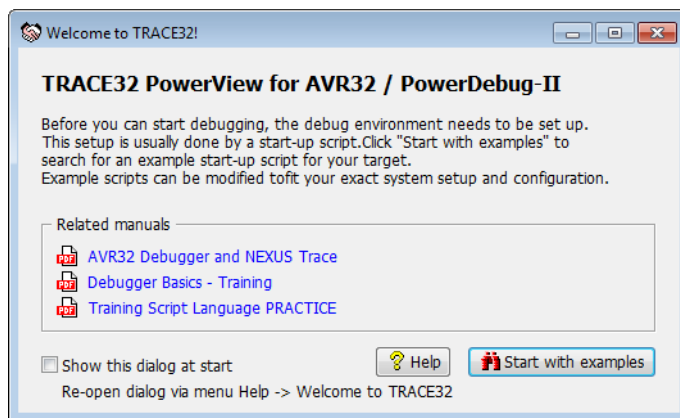 Welcome to TRACE32!
TRACE32 PowerView for AVR32 / PowerDebug-II
Before you can start debugging, the debug environment needs to be set up.
This setup is usually done by a start-up script.Click "Start with examples" to
search for an example start-up script for your target.
Example scripts can be modified tofit your exact system setup and configuration.
Related manuals
PDF AVR32 Debugger and NEXUS Trace
PDF Debugger Basics - Training
PDF Training Script Language PRACTICE
Show this dialog at start
? Help
Start with examples
Re-open dialog via menu Help -> Welcome to TRACE32